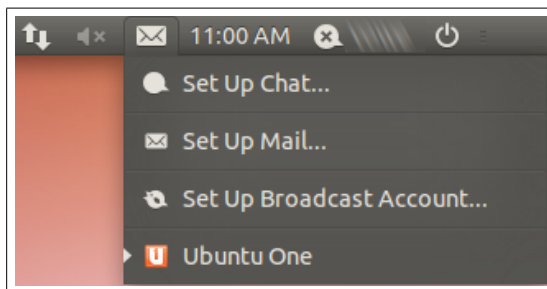 11:00 AM
Set Up Chat...
Set Up Mail...
Set Up Broadcast Account...
Ubuntu One